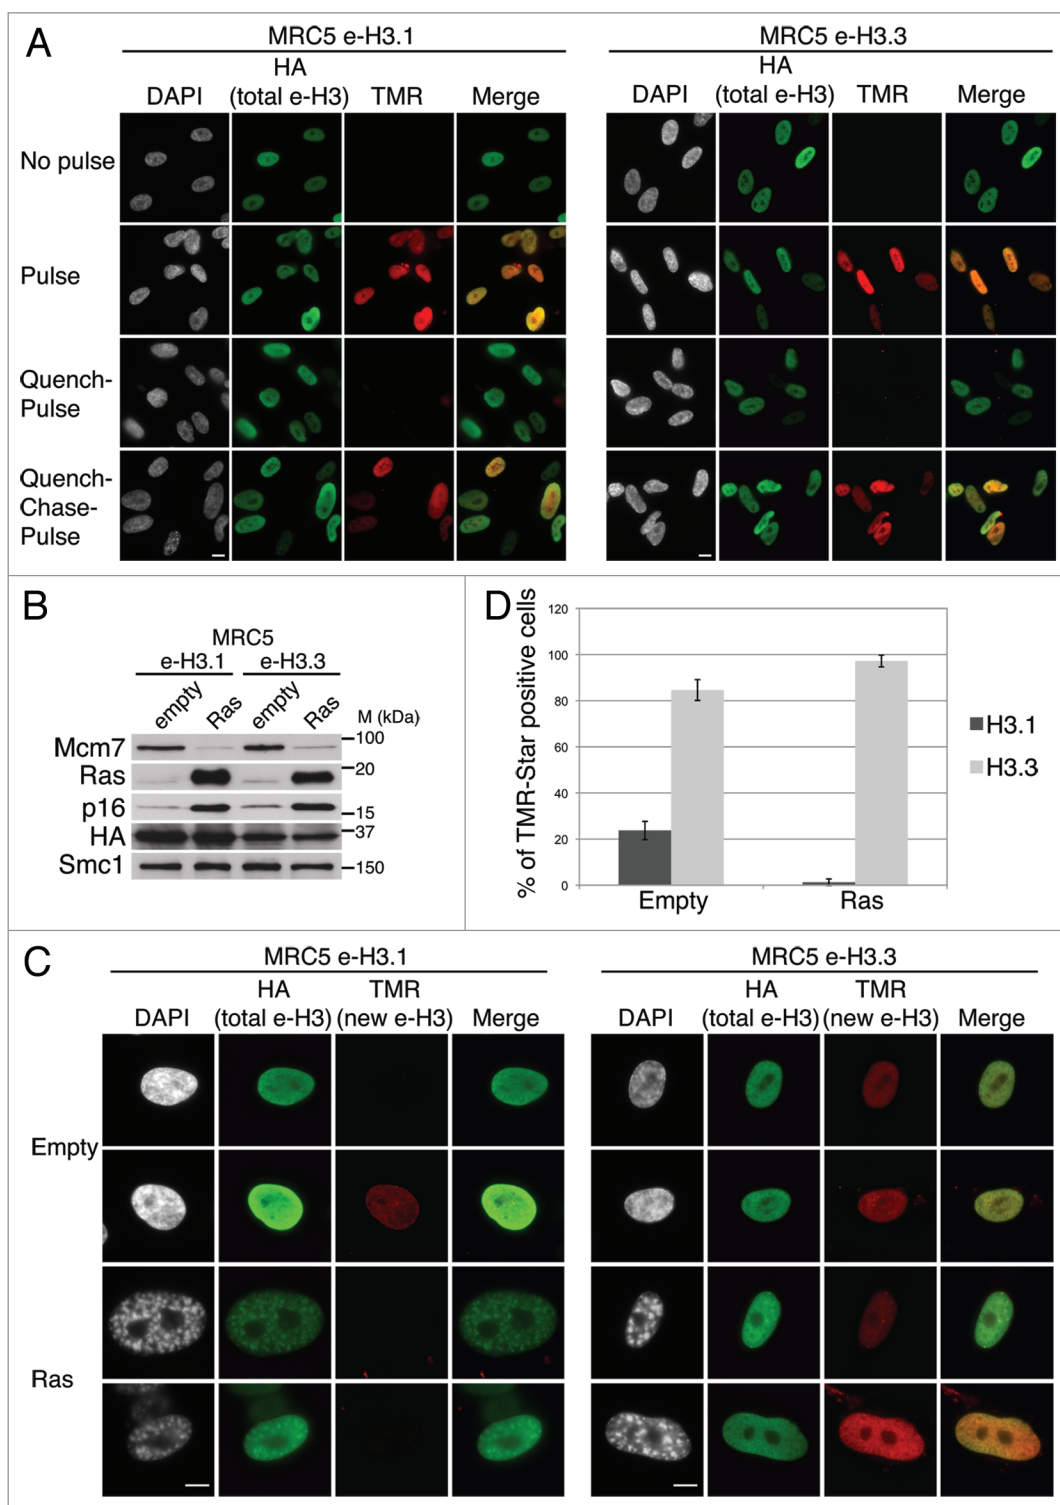 A
MRC5 e-H3.1
MRC5 e-H3.3
DAPI
HA
(total e-H3)
TMR
Merge
DAPI
HA
(total e-H3)
TMR
Merge
No pulse
Pulse
Quench-
Pulse
Quench-
Chase-
Pulse
B
MRC5
e-H3.1
e-H3.3
empty
Ras
empty
Ras
M (kDa)
Mcm7
100
Ras
20
p16
15
HA
37
Smc1
150
D
% of TMR-Star positive cells
120
100
80
60
40
20
0
Empty
Ras
H3.1
H3.3
C
MRC5 e-H3.1
MRC5 e-H3.3
DAPI
HA
(total e-H3)
TMR
(new e-H3)
Merge
DAPI
HA
(total e-H3)
TMR
(new e-H3)
Merge
Empty
Ras